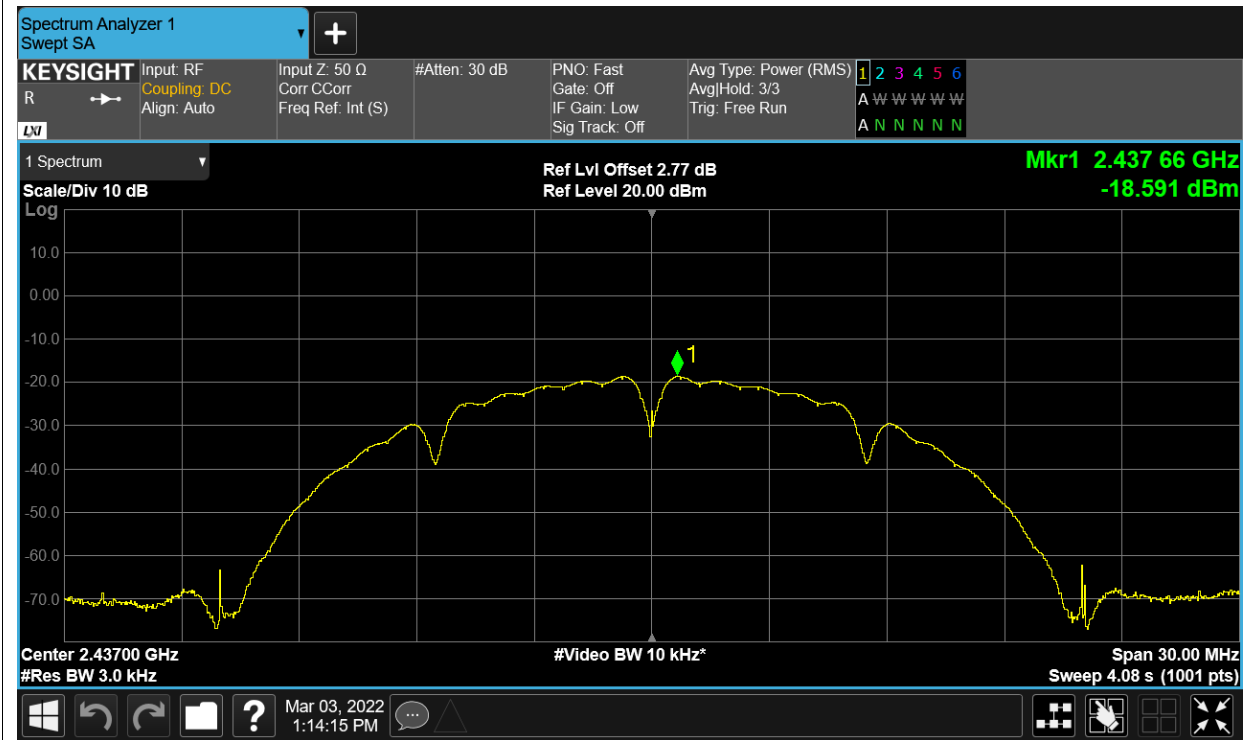 Spectrum Analyzer 1
Swept SA
KEYSIGHT
R
LXI
Input: RF
Coupling: DC
Align: Auto
Input Z: 50 Ω
Corr CCorr
Freq Ref: Int (S)
#Atten: 30 dB
PNO: Fast
Gate: Off
IF Gain: Low
Sig Track: Off
Avg Type: Power (RMS)
Avg|Hold: 3/3
Trig: Free Run
1 2 3 4 5 6
A W W W W W
A N N N N N
1 Spectrum
Scale/Div 10 dB
Ref Lvl Offset 2.77 dB
Ref Level 20.00 dBm
Mkr1 2.437 66 GHz
-18.591 dBm
Log
10.0
0.00
-10.0
1
-20.0
-30.0
-40.0
-50.0
-60.0
-70.0
Center 2.43700 GHz
#Res BW 3.0 kHz
#Video BW 10 kHz*
Span 30.00 MHz
Sweep 4.08 s (1001 pts)
?
Mar 03, 2022
1:14:15 PM